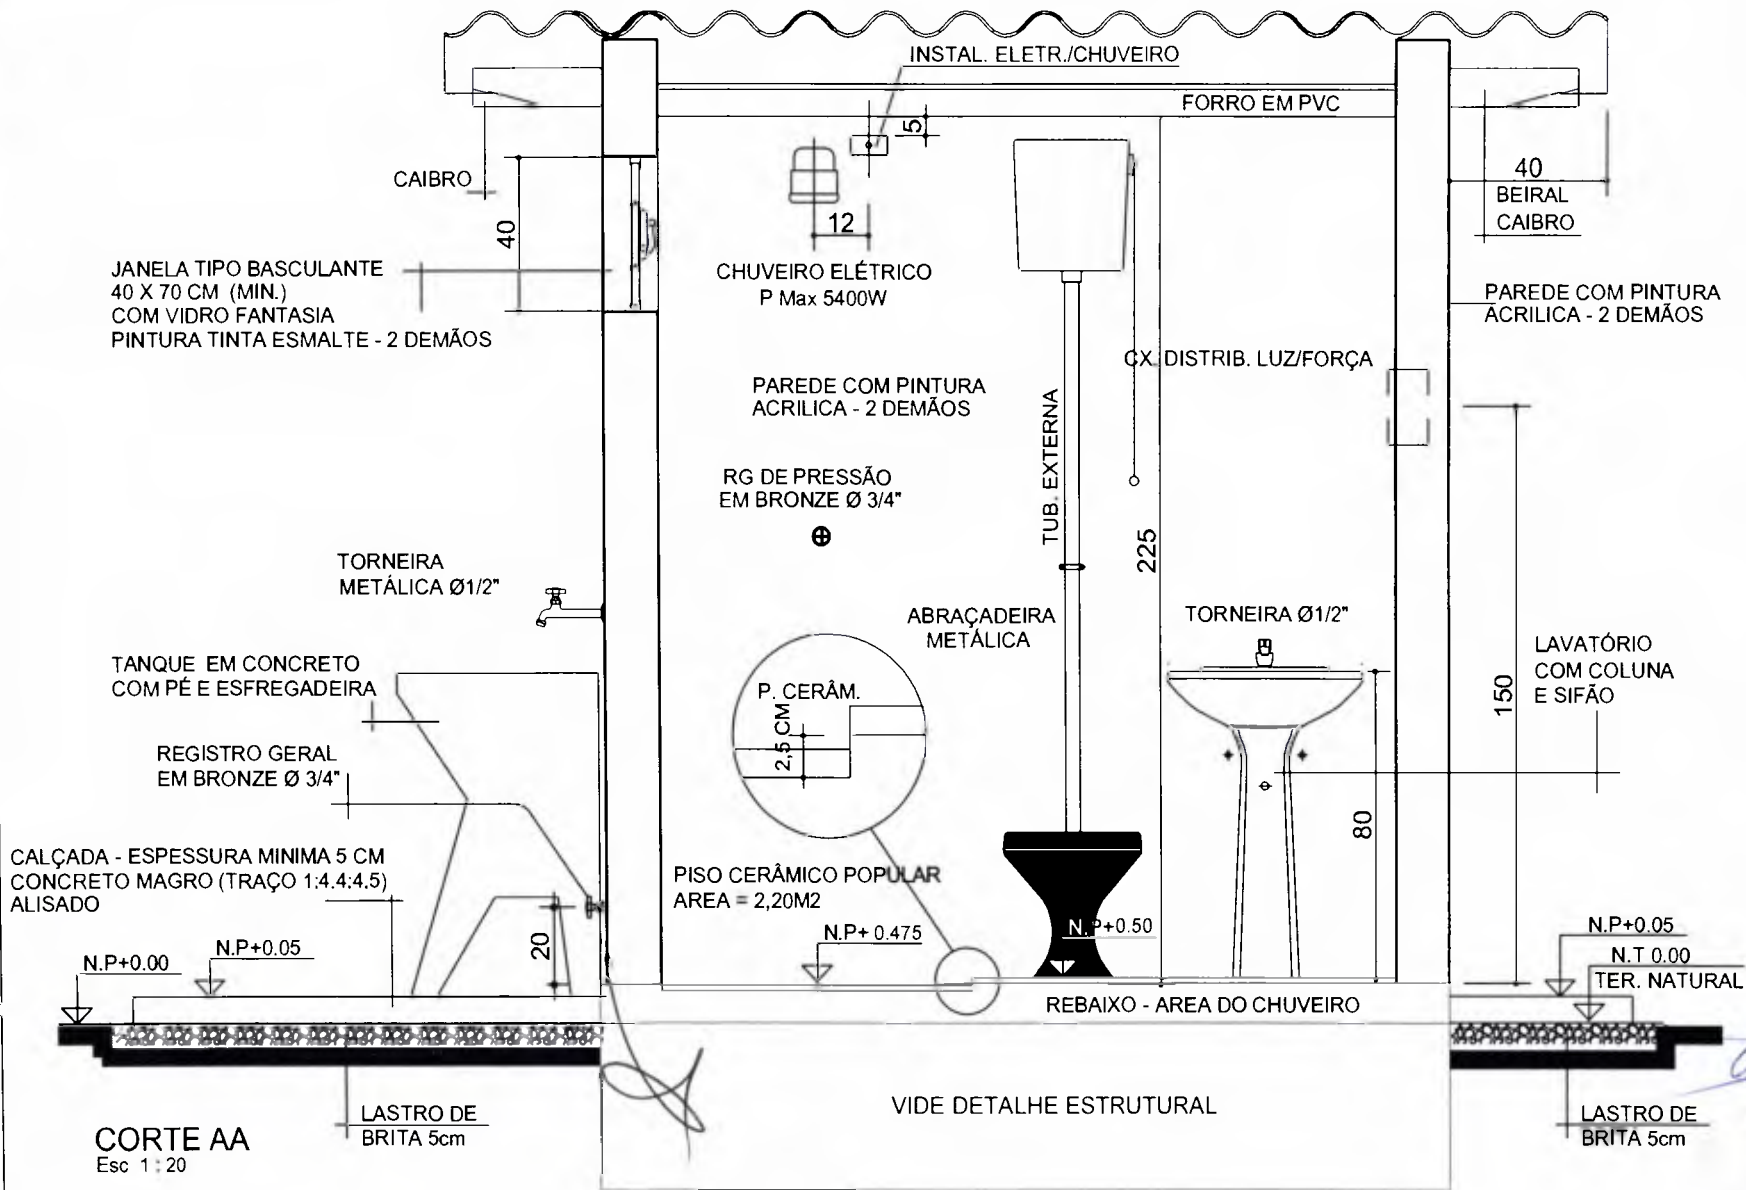 INSTAL. ELETR./CHUVEIRO
FORRO EM PVC
5
CAIBRO
40
12
40
BEIRAL
CAIBRO
JANELA TIPO BASCULANTE
40 X 70 CM (MIN.)
COM VIDRO FANTASIA
PINTURA TINTA ESMALTE - 2 DEMÃOS
CHUVEIRO ELÉTRICO
P Max 5400W
PAREDE COM PINTURA
ACRILICA - 2 DEMÃOS
CX. DISTRIB. LUZ/FORÇA
PAREDE COM PINTURA
ACRILICA - 2 DEMÃOS
TUB. EXTERNA
RG DE PRESSÃO
EM BRONZE Ø 3/4"
225
TORNEIRA
METÁLICA Ø1/2"
ABRAÇADEIRA
METÁLICA
TORNEIRA Ø1/2"
150
LAVATÓRIO
COM COLUNA
E SIFÃO
TANQUE EM CONCRETO
COM PÉ E ESFREGADEIRA
P. CERÂM.
2,5 CM
REGISTRO GERAL
EM BRONZE Ø 3/4"
80
CALÇADA - ESPESSURA MINIMA 5 CM
CONCRETO MAGRO (TRAÇO 1:4.4:4.5)
ALISADO
PISO CERÂMICO POPULAR
AREA = 2,20M2
20
N.P+0.00
N.P+0.05
N.P+ 0.475
N.P+0.50
N.P+0.05
N.T 0.00
TER. NATURAL
REBAIXO - AREA DO CHUVEIRO
VIDE DETALHE ESTRUTURAL
LASTRO DE
BRITA 5cm
LASTRO DE
BRITA 5cm
CORTE AA
Esc 1 : 20